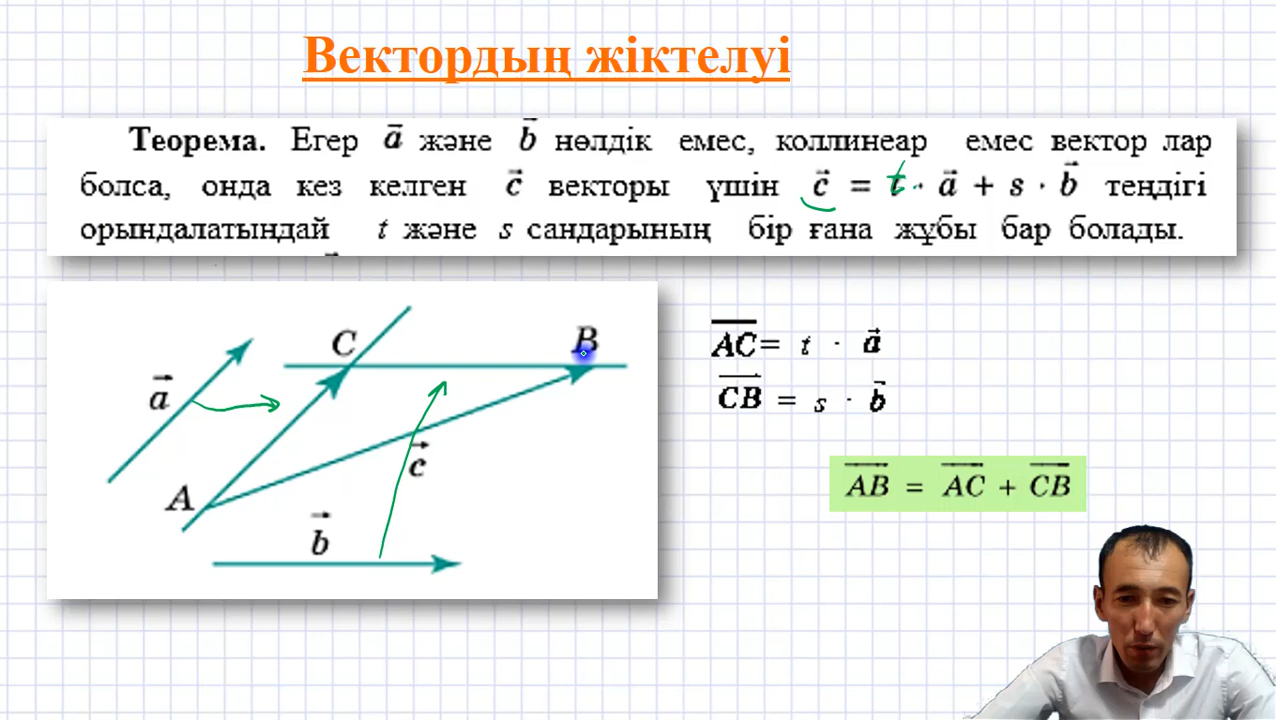 Вектордың жіктелуі
Теорема. Егер a⃗ және b⃗ нөлдік емес, коллинеар емес вектор лар
болса, онда кез келген c⃗ векторы үшін c⃗ = t · a⃗ + s · b⃗ теңдігі
орындалатындай t және s сандарының бір ғана жұбы бар болады.
C
B
a⃗
c⃗
A
b⃗
AC = t · a⃗
CB = s · b⃗
AB = AC + CB